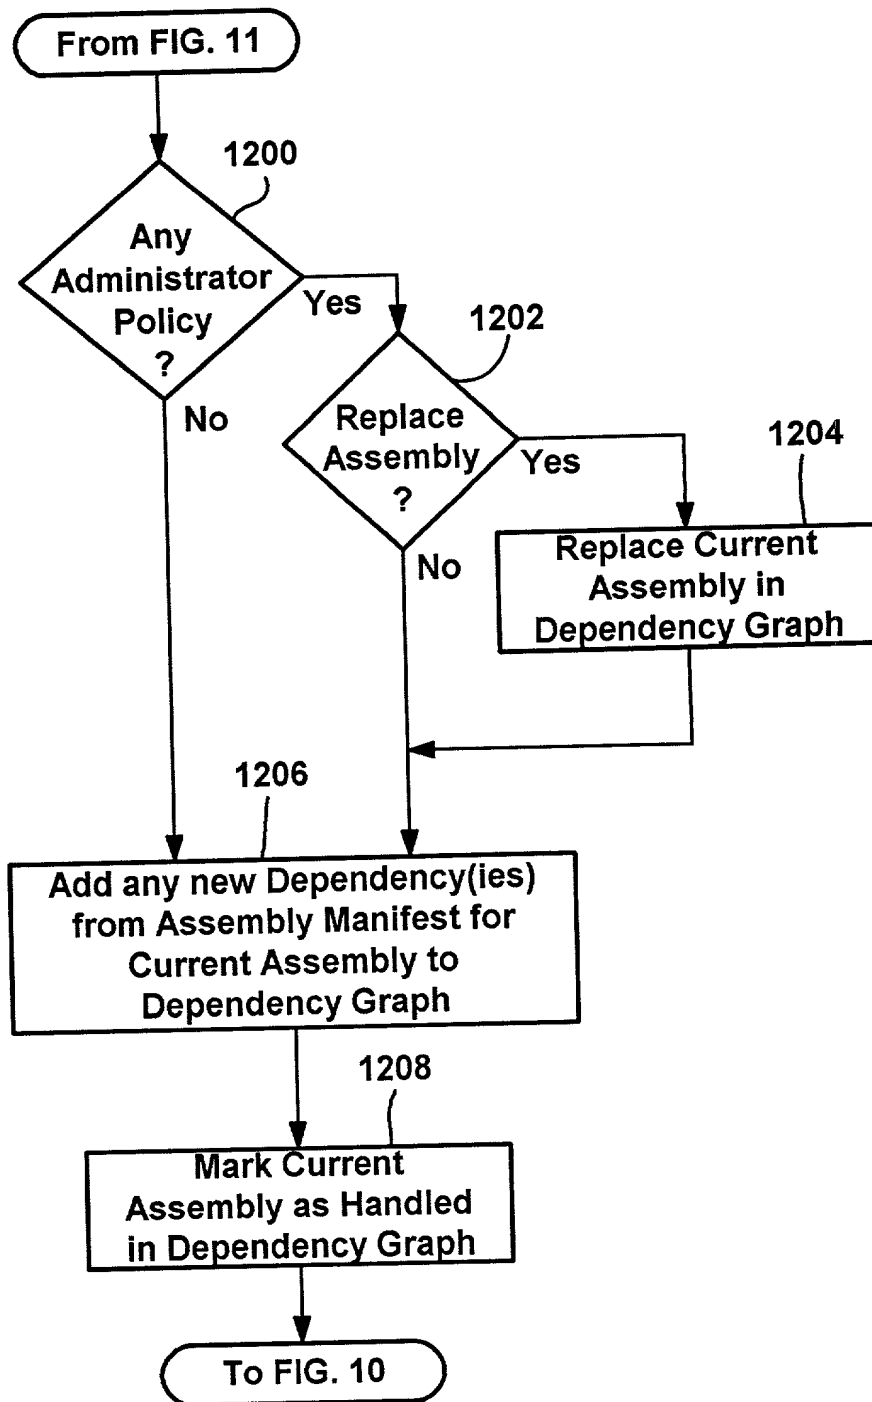 From FIG. 11
1200
Any
Administrator
Policy
?
Yes
No
1202
Replace
Assembly
?
Yes
No
1204
Replace Current
Assembly in
Dependency Graph
1206
Add any new Dependency(ies)
from Assembly Manifest for
Current Assembly to
Dependency Graph
1208
Mark Current
Assembly as Handled
in Dependency Graph
To FIG. 10